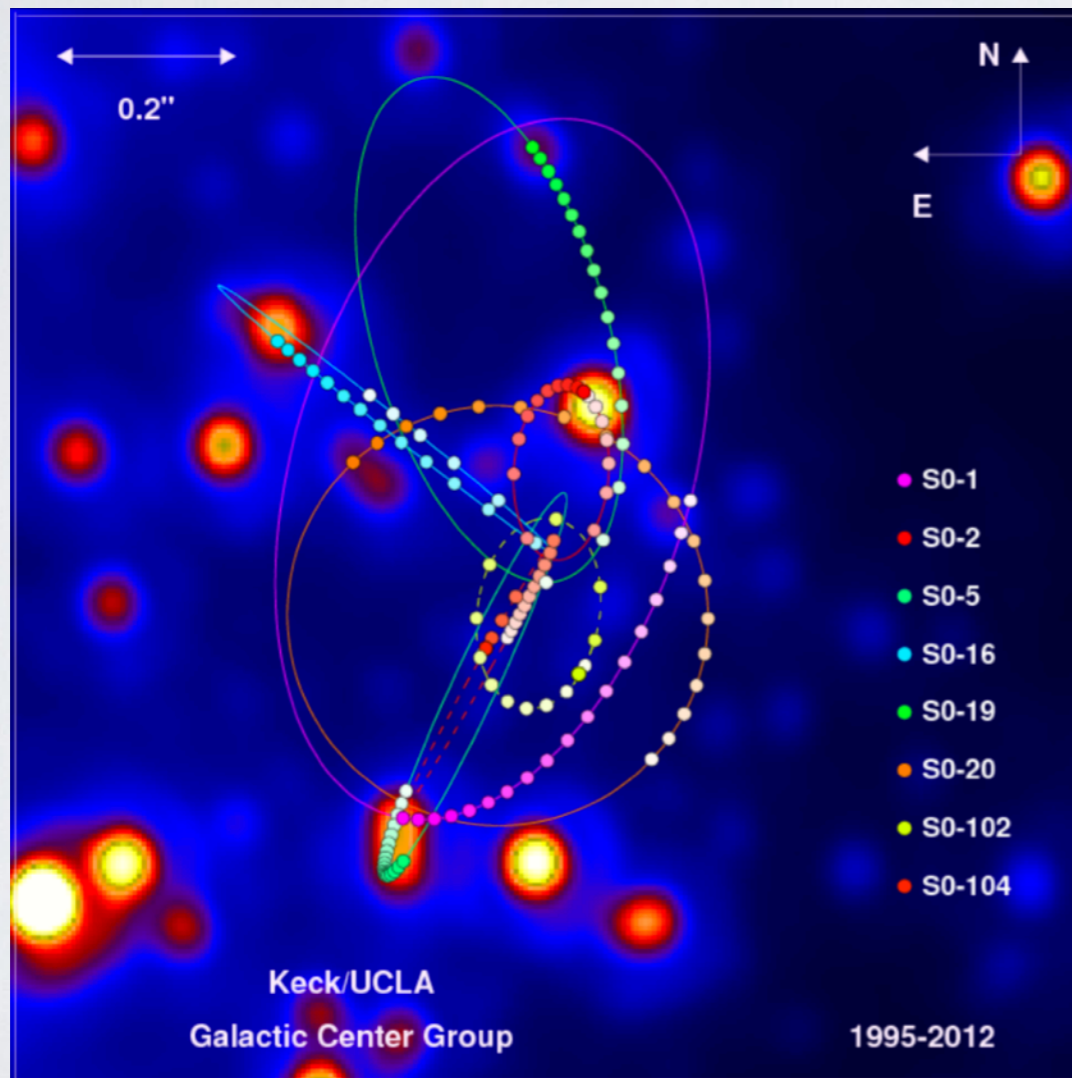 0.2"
N
E
S0-1
S0-2
S0-5
S0-16
S0-19
S0-20
S0-102
S0-104
Keck/UCLA
Galactic Center Group
1995-2012